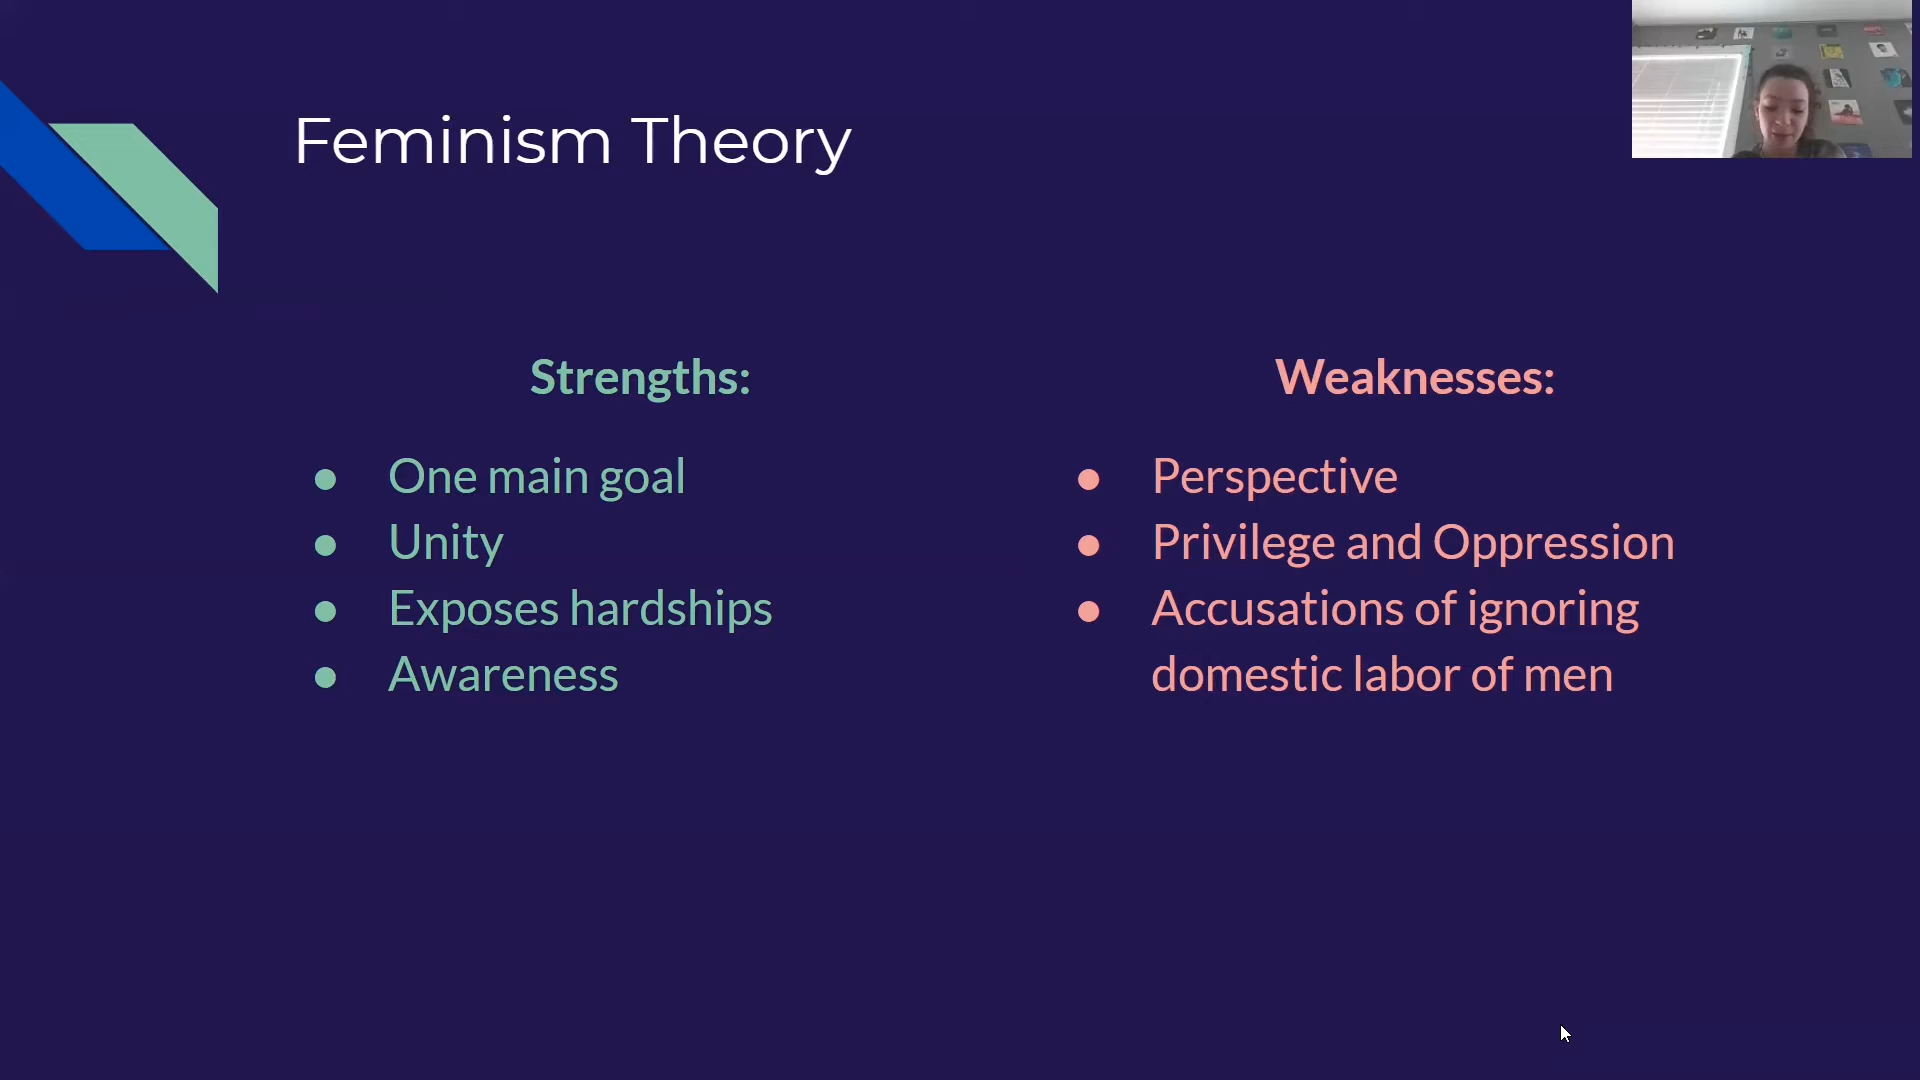 Feminism Theory
Strengths:
● One main goal
● Unity
● Exposes hardships
● Awareness
Weaknesses:
● Perspective
● Privilege and Oppression
● Accusations of ignoring
domestic labor of men